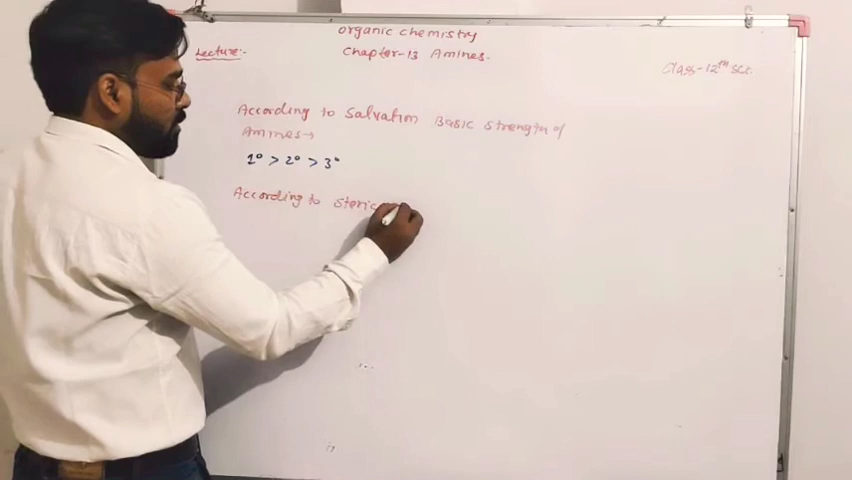 organic chemistry
Lecture:-
Chapter-13 Amines-
Class-12th Sci.
According to Salvation Basic strength of
Amines→
1° > 2° > 3°
According to steric